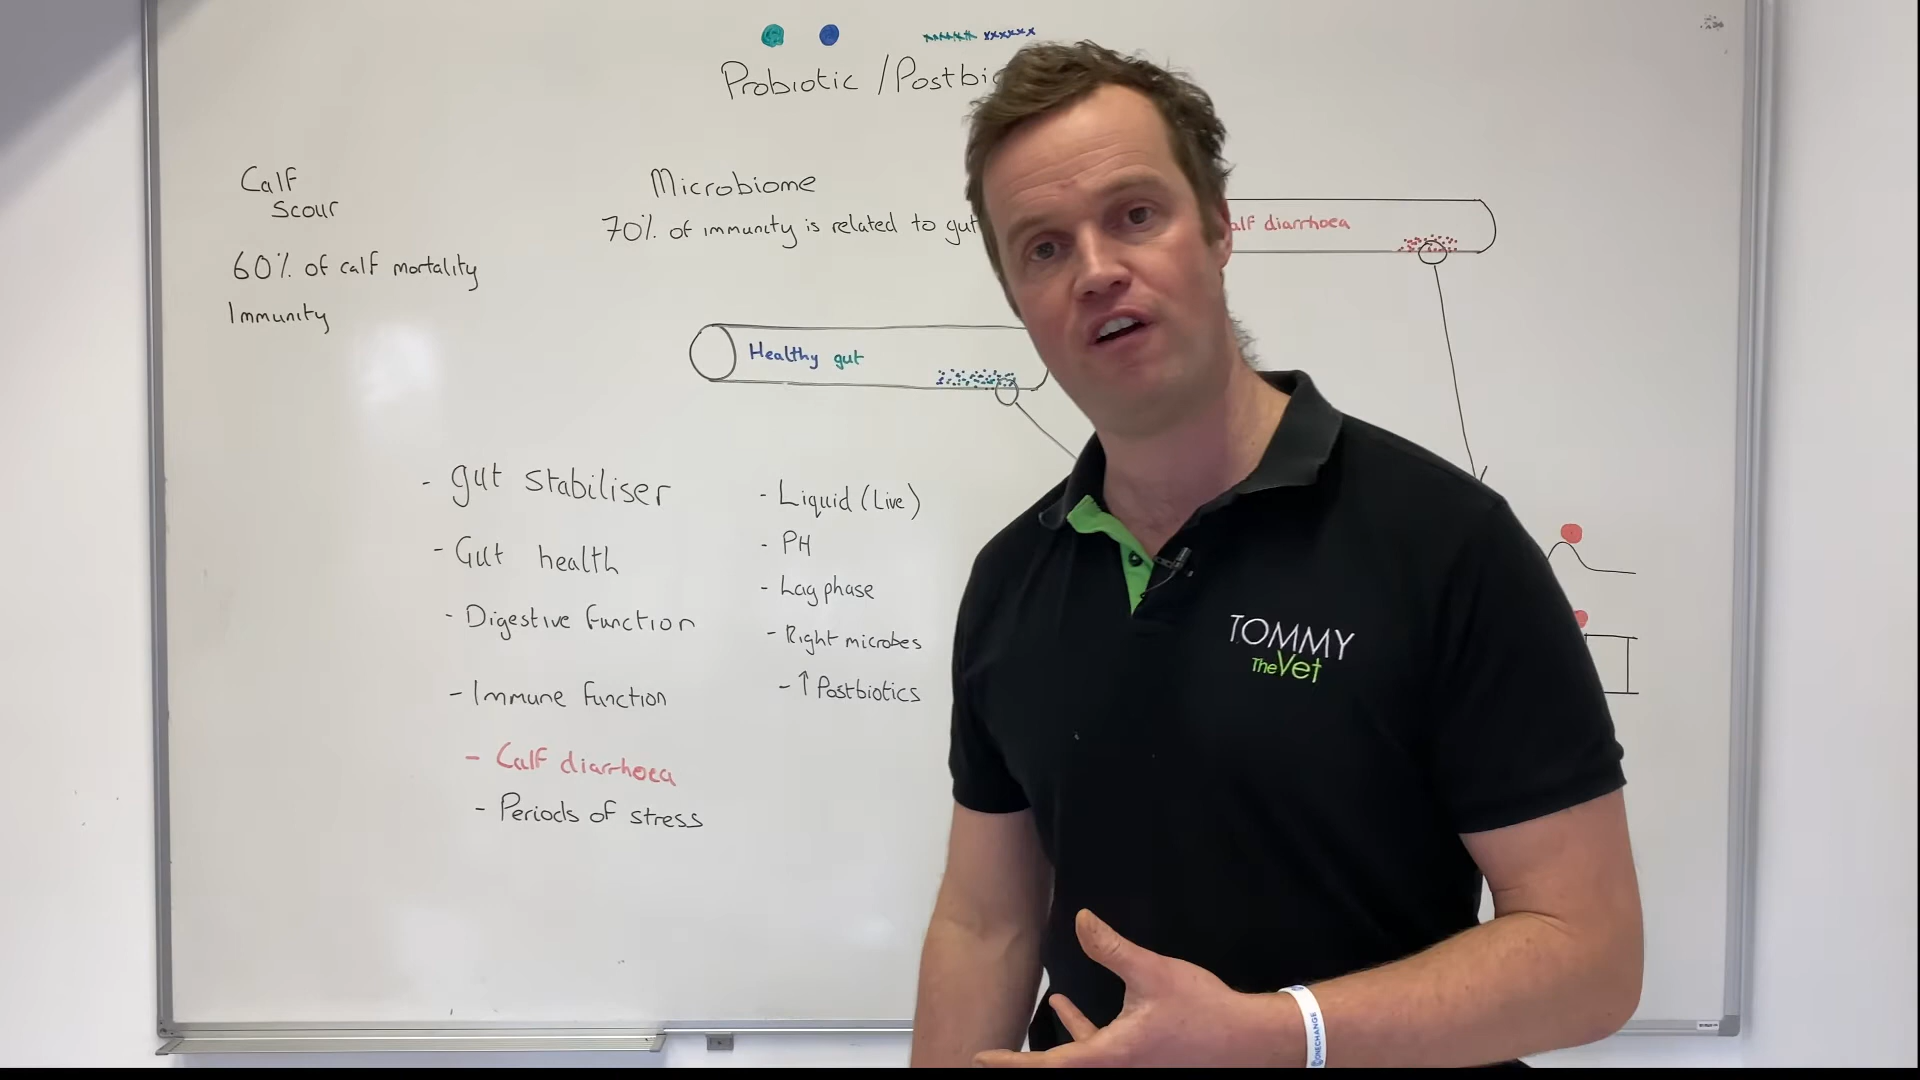 Probiotic / Postbi
Calf
Scour
60% of calf mortality
Immunity
Microbiome
70% of immunity is related to gut
alf diarrhoea
Healthy gut
- gut stabiliser
- Gut health
- Digestive function
- Immune function
- Calf diarrhoea
- Periods of stress
- Liquid (Live)
- PH
- Lag phase
- Right microbes
- ↑ Postbiotics
TOMMY
The Vet
ONECHANGE